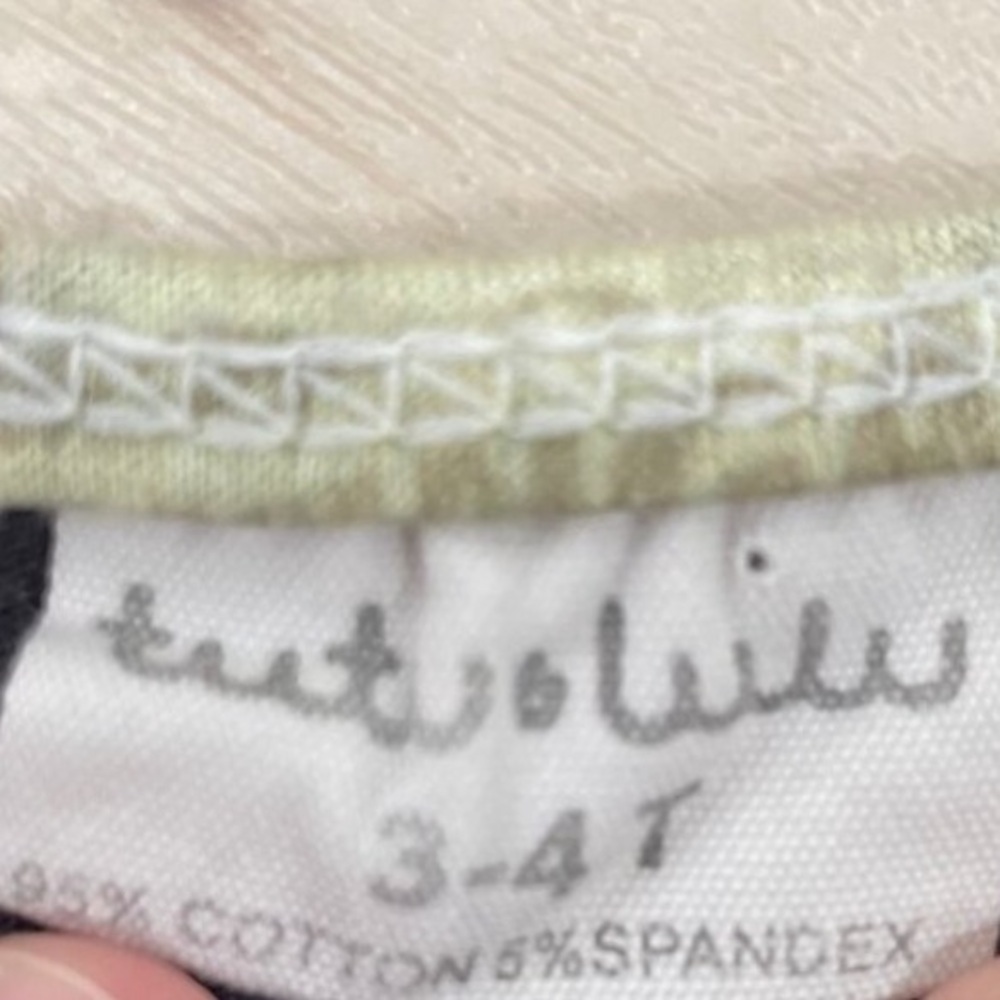 tutu & lulu
3-4T
95% COTTON 5% SPANDEX